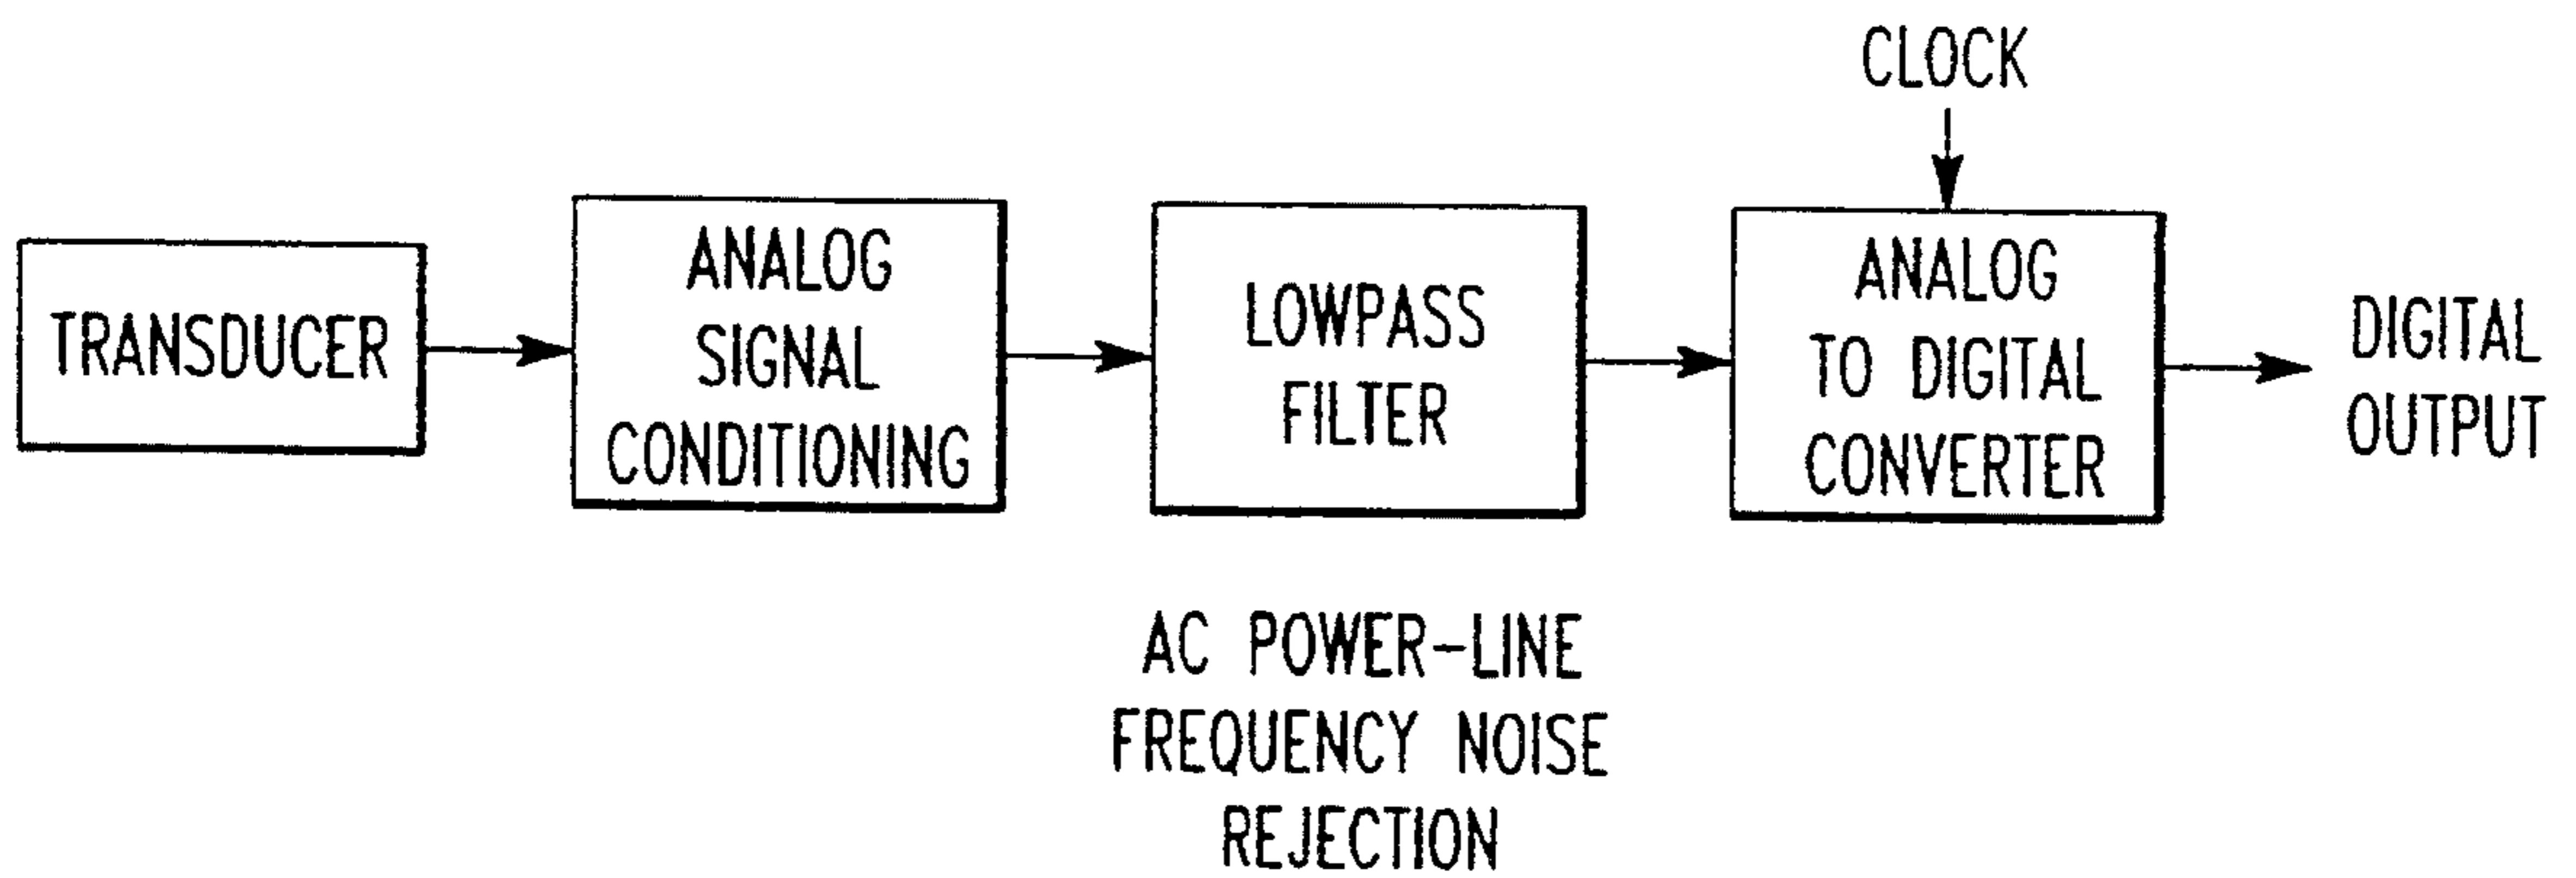 CLOCK
TRANSDUCER
ANALOG
SIGNAL
CONDITIONING
LOWPASS
FILTER
ANALOG
TO DIGITAL
CONVERTER
DIGITAL
OUTPUT
AC POWER-LINE
FREQUENCY NOISE
REJECTION